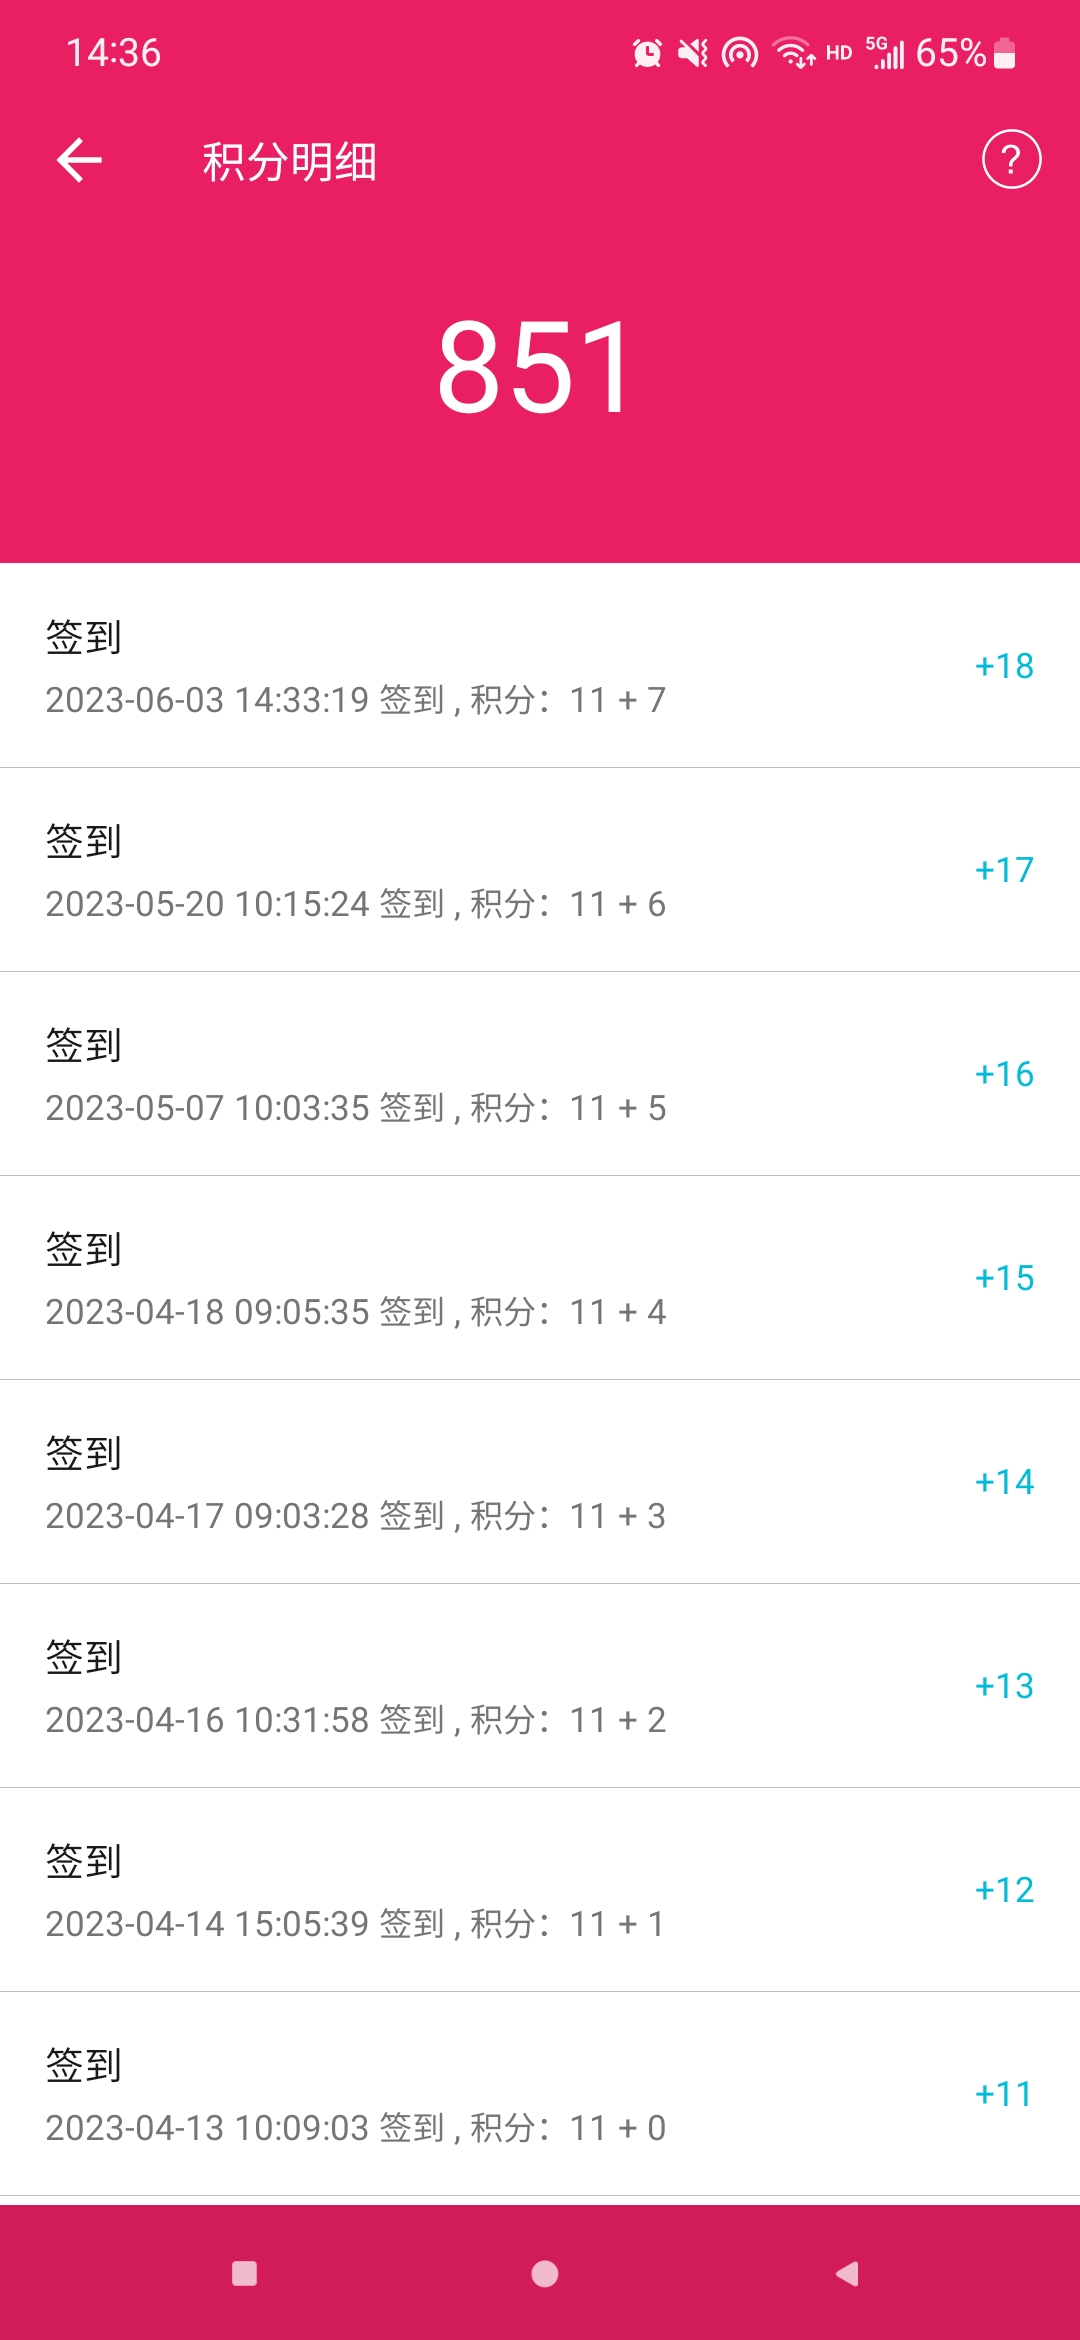 14:36
HD 5G 65%
积分明细
?
851
签到
+18
2023-06-03 14:33:19 签到 , 积分：11 + 7
签到
+17
2023-05-20 10:15:24 签到 , 积分：11 + 6
签到
+16
2023-05-07 10:03:35 签到 , 积分：11 + 5
签到
+15
2023-04-18 09:05:35 签到 , 积分：11 + 4
签到
+14
2023-04-17 09:03:28 签到 , 积分：11 + 3
签到
+13
2023-04-16 10:31:58 签到 , 积分：11 + 2
签到
+12
2023-04-14 15:05:39 签到 , 积分：11 + 1
签到
+11
2023-04-13 10:09:03 签到 , 积分：11 + 0